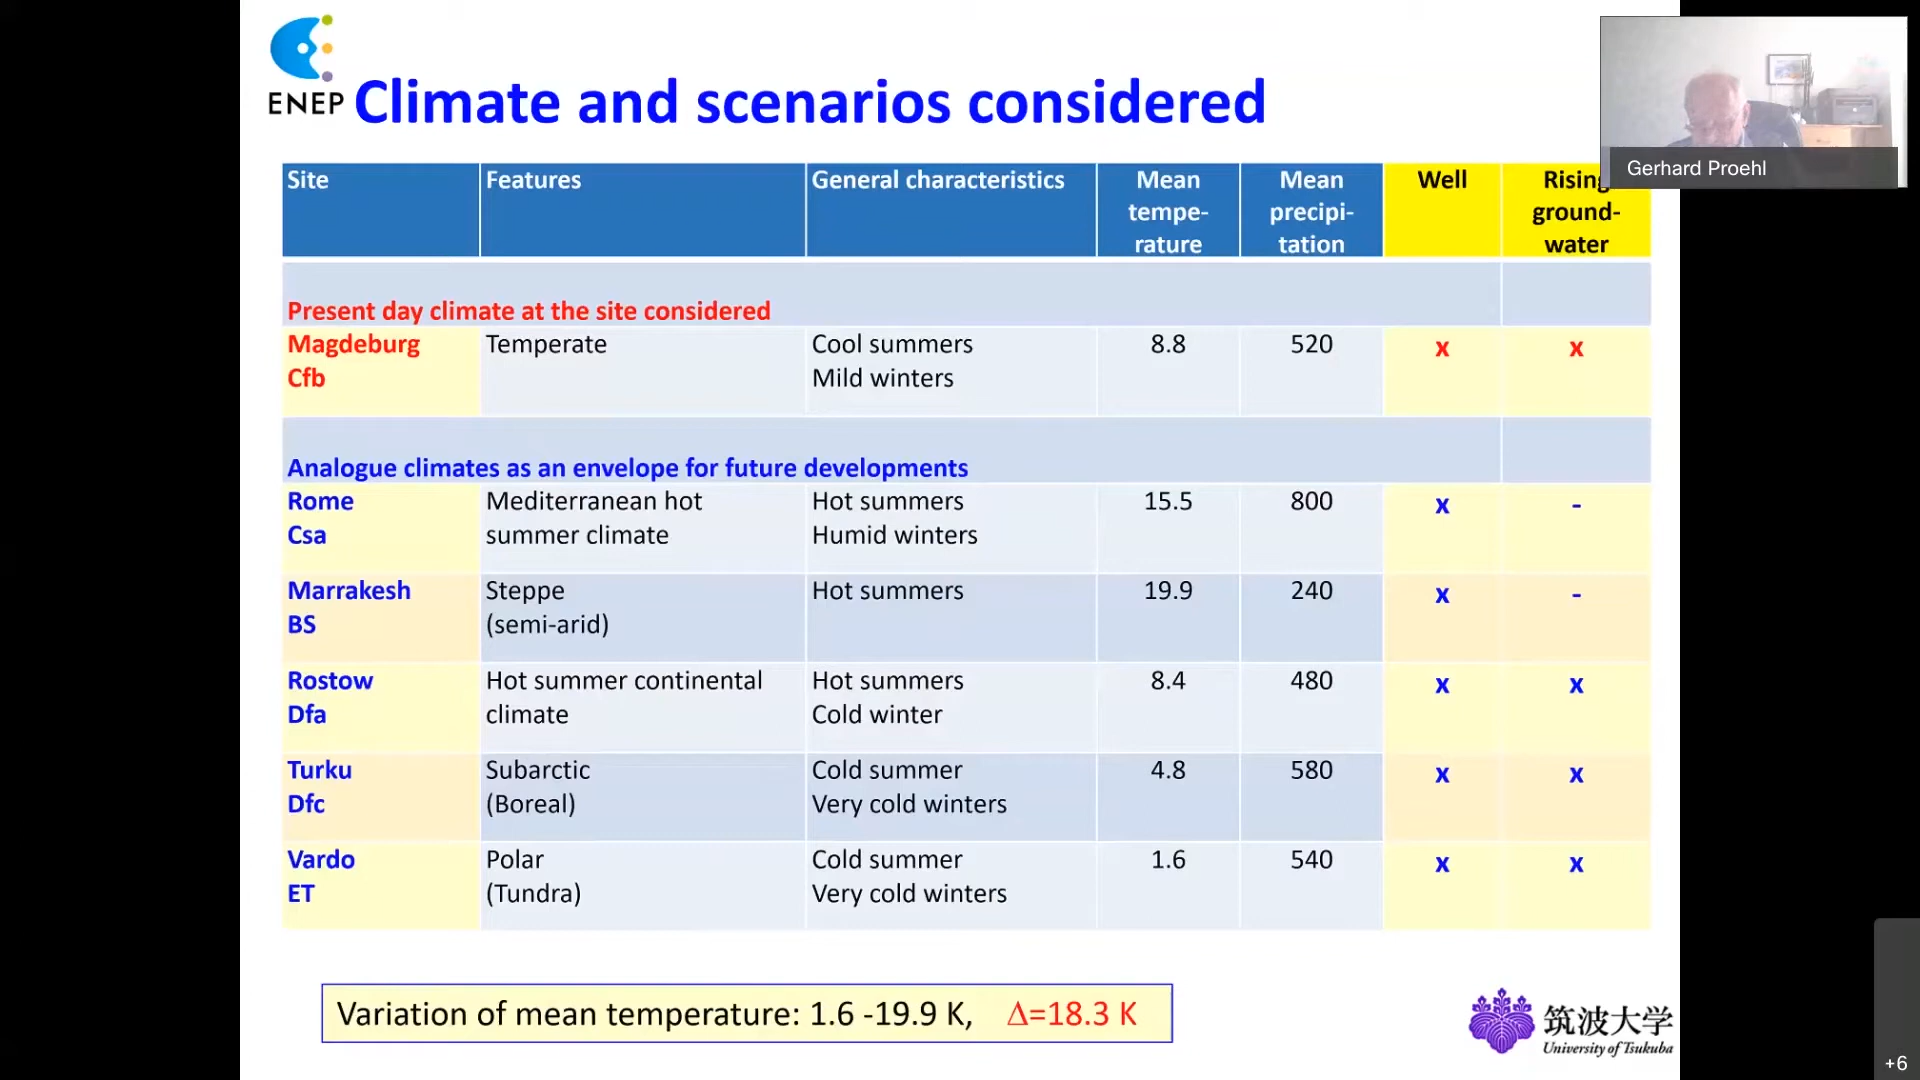 ENEP
Climate and scenarios considered
Gerhard Proehl
Site
Features
General characteristics
Mean
tempe-
rature
Mean
precipi-
tation
Well
Rising
ground-
water
Present day climate at the site considered
Magdeburg
Cfb
Temperate
Cool summers
Mild winters
8.8
520
x
x
Analogue climates as an envelope for future developments
Rome
Csa
Mediterranean hot
summer climate
Hot summers
Humid winters
15.5
800
x
-
Marrakesh
BS
Steppe
(semi-arid)
Hot summers
19.9
240
x
-
Rostow
Dfa
Hot summer continental
climate
Hot summers
Cold winter
8.4
480
x
x
Turku
Dfc
Subarctic
(Boreal)
Cold summer
Very cold winters
4.8
580
x
x
Vardo
ET
Polar
(Tundra)
Cold summer
Very cold winters
1.6
540
x
x
Variation of mean temperature: 1.6 -19.9 K, Δ=18.3 K
筑波大学
University of Tsukuba
+6